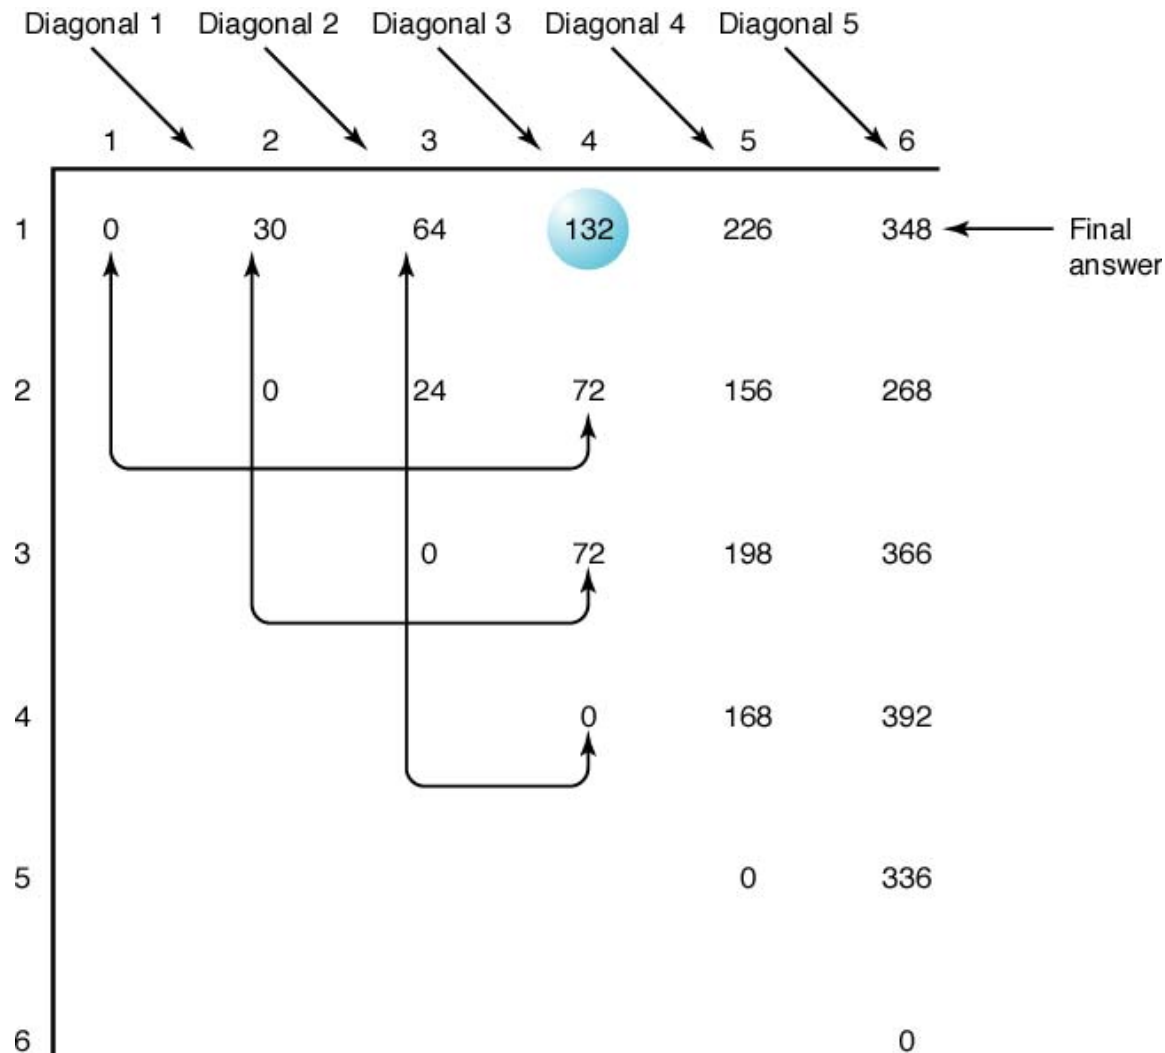 Diagonal 1 Diagonal 2 Diagonal 3 Diagonal 4 Diagonal 5
1 2 3 4 5 6
1 0 30 64 132 226 348 Final
answer
2 0 24 72 156 268
3 0 72 198 366
4 0 168 392
5 0 336
6 0